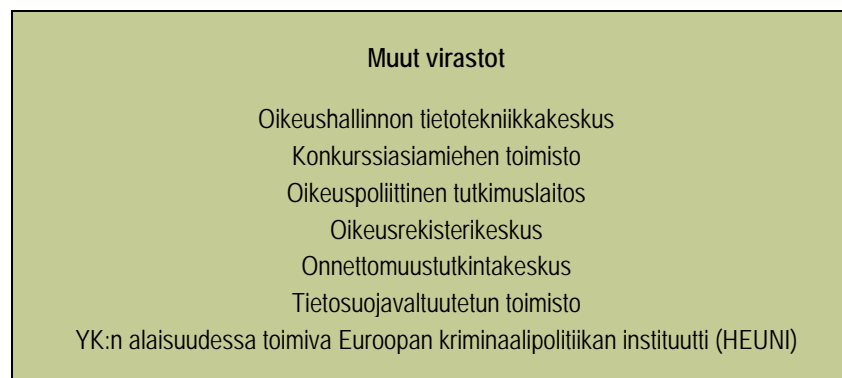 Muut virastot
Oikeushallinnon tietotekniikkakeskus
Konkurssiasiamiehen toimisto
Oikeuspoliittinen tutkimuslaitos
Oikeusrekisterikeskus
Onnettomuustutkintakeskus
Tietosuojavaltuutetun toimisto
YK:n alaisuudessa toimiva Euroopan kriminaalipolitiikan instituutti (HEUNI)